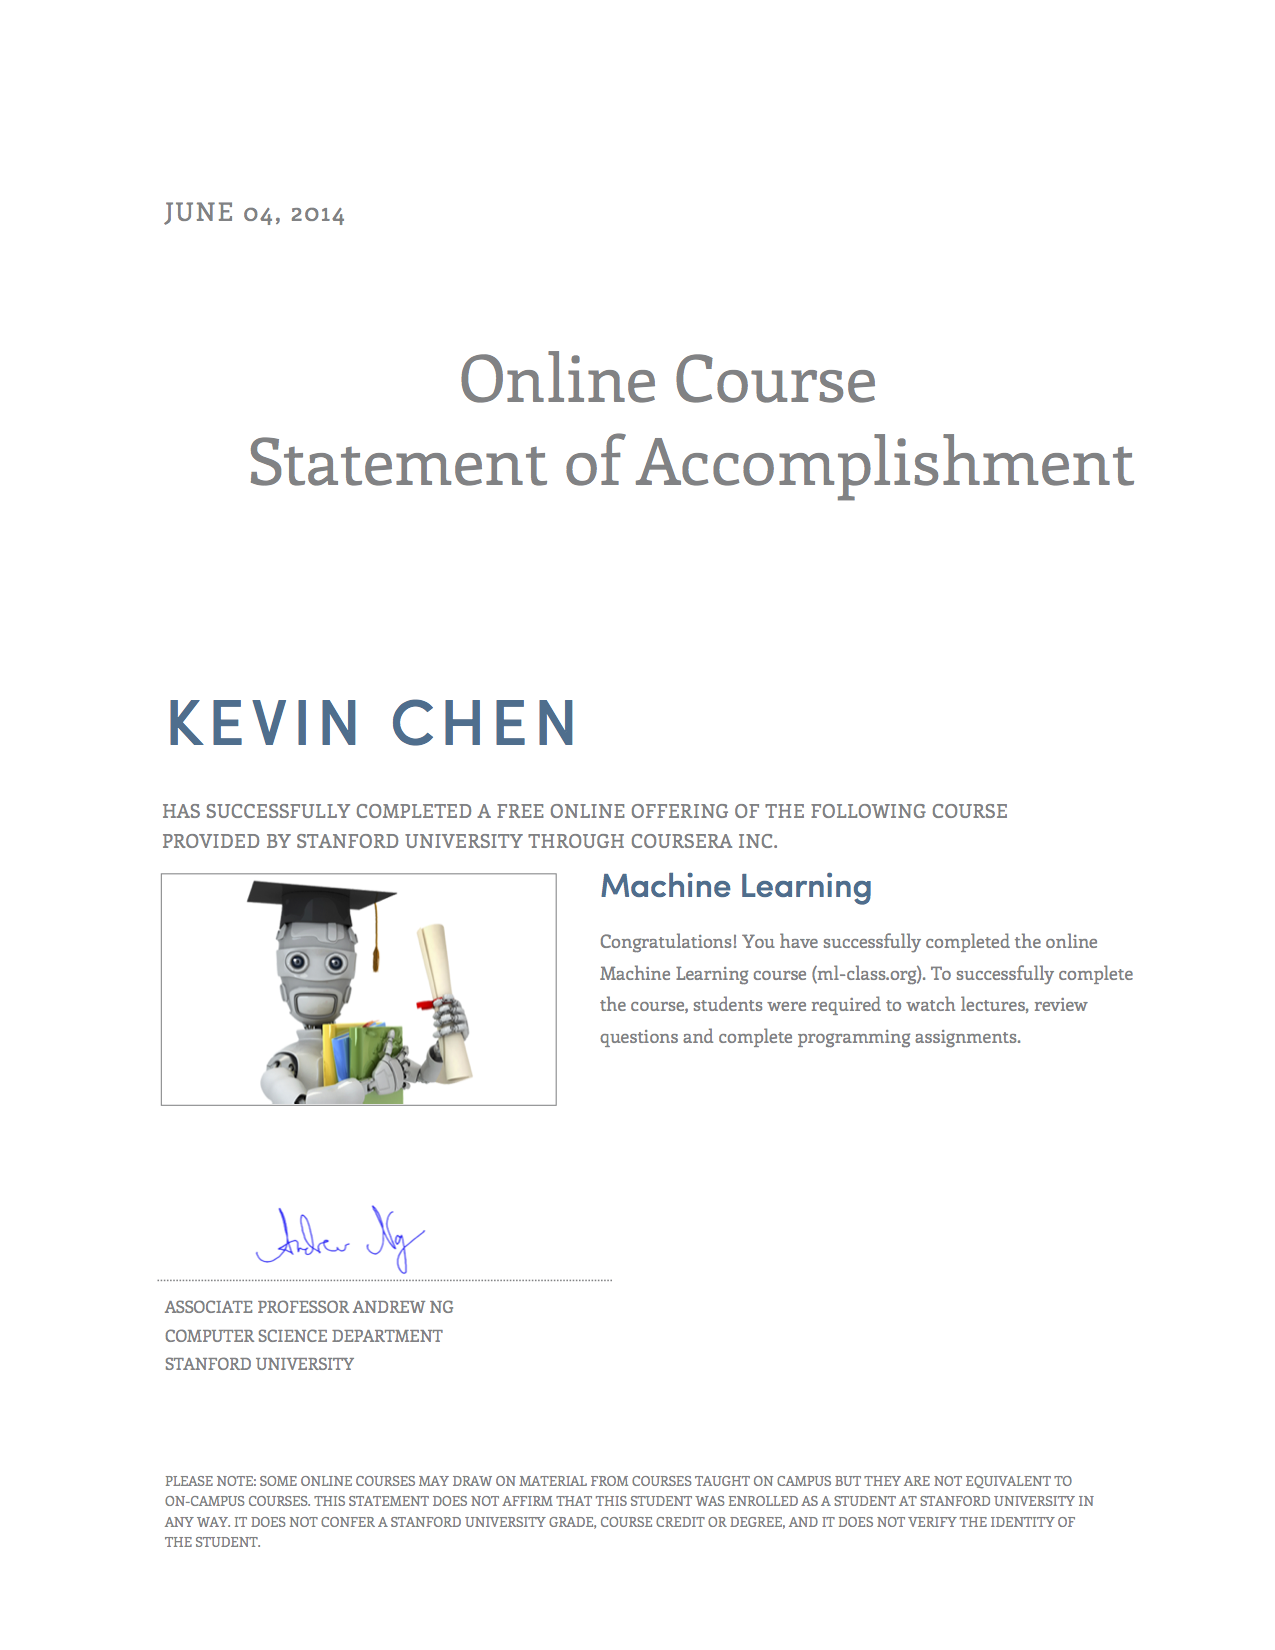 JUNE 04, 2014
Online Course
Statement of Accomplishment
KEVIN CHEN
HAS SUCCESSFULLY COMPLETED A FREE ONLINE OFFERING OF THE FOLLOWING COURSE
PROVIDED BY STANFORD UNIVERSITY THROUGH COURSERA INC.
Machine Learning
Congratulations! You have successfully completed the online
Machine Learning course (ml-class.org). To successfully complete
the course, students were required to watch lectures, review
questions and complete programming assignments.
Andrew Ng
ASSOCIATE PROFESSOR ANDREW NG
COMPUTER SCIENCE DEPARTMENT
STANFORD UNIVERSITY
PLEASE NOTE: SOME ONLINE COURSES MAY DRAW ON MATERIAL FROM COURSES TAUGHT ON CAMPUS BUT THEY ARE NOT EQUIVALENT TO
ON-CAMPUS COURSES. THIS STATEMENT DOES NOT AFFIRM THAT THIS STUDENT WAS ENROLLED AS A STUDENT AT STANFORD UNIVERSITY IN
ANY WAY. IT DOES NOT CONFER A STANFORD UNIVERSITY GRADE, COURSE CREDIT OR DEGREE, AND IT DOES NOT VERIFY THE IDENTITY OF
THE STUDENT.